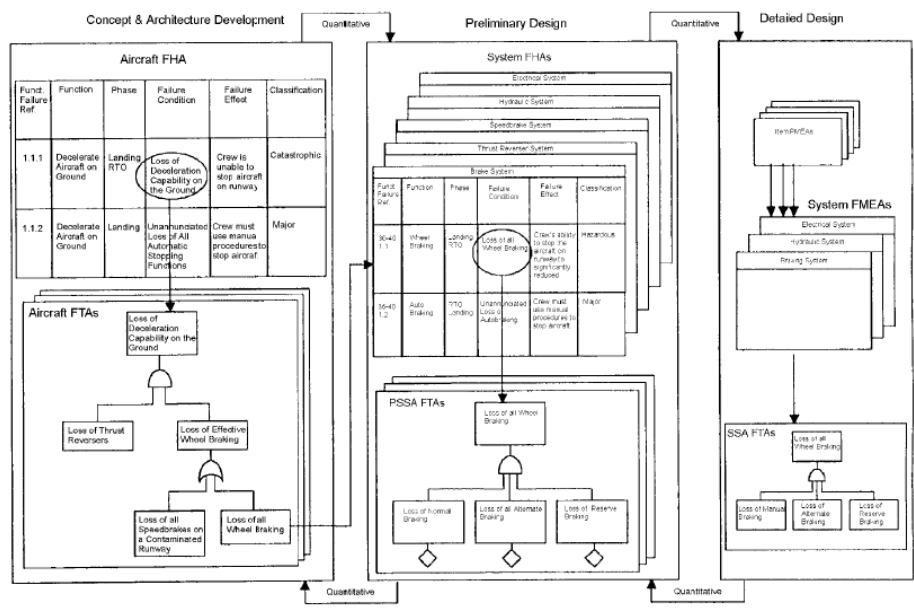 Concept & Architecture Development
Quantitative
Preliminary Design
Quantitative
Detailed Design
Aircraft FHA
Funct.
Failure
Ref.
Function
Phase
Failure
Condition
Failure
Effect
Classification
1.1.1
Decelerate
Aircraft on
Ground
Landing
RTO
Loss of
Deceleration
Capability on
the Ground
Crew is
unable to
stop aircraft
on runway
Catastrophic
1.1.2
Decelerate
Aircraft on
Ground
Landing
Unannunciated
Loss of All
Automatic
Stopping
Functions
Crew must
use manua
procedures to
stop aircraf.
Major
Aircraft FTAs
Loss of
Deceleration
Capability on the
Ground
Loss of Thrust
Reversers
Loss of Effective
Wheel Braking
Loss of all
Speedbrakes on
a Contaminated
Runway
Loss of all
Wheel Braking
System FHAs
Electrical System
Hydraulic System
Speedbrake System
Thrust Reverser System
Brake System
Funct
Failure
Ref.
Function
Phase
Failure
Condition
Failure
Effect
Classification
36-40
1.1
Wheel
Braking
Landing
RTO
Loss of all
Wheel Braking
Crew's ability
to stop the
aircraft on
runway is
significantly
reduced
Hazardous
36-40
1.2
Auto
Braking
RTO
Landing
Unannunciated
Loss of
Autobraking
Crew must
use manual
procedures to
stop aircraft
Major
PSSA FTAs
Loss of all Wheel
Braking
Loss of Normal
Braking
Loss of all Alternate
Braking
Loss of Reserve
Braking
Item FMEAs
System FMEAs
Electrical System
Hydraulic System
Braking System
SSA FTAs
Loss of all
Wheel Braking
Loss of Manual
Braking
Loss of
Alternate
Braking
Loss of
Reserve
Braking
Quantitative
Quantitative